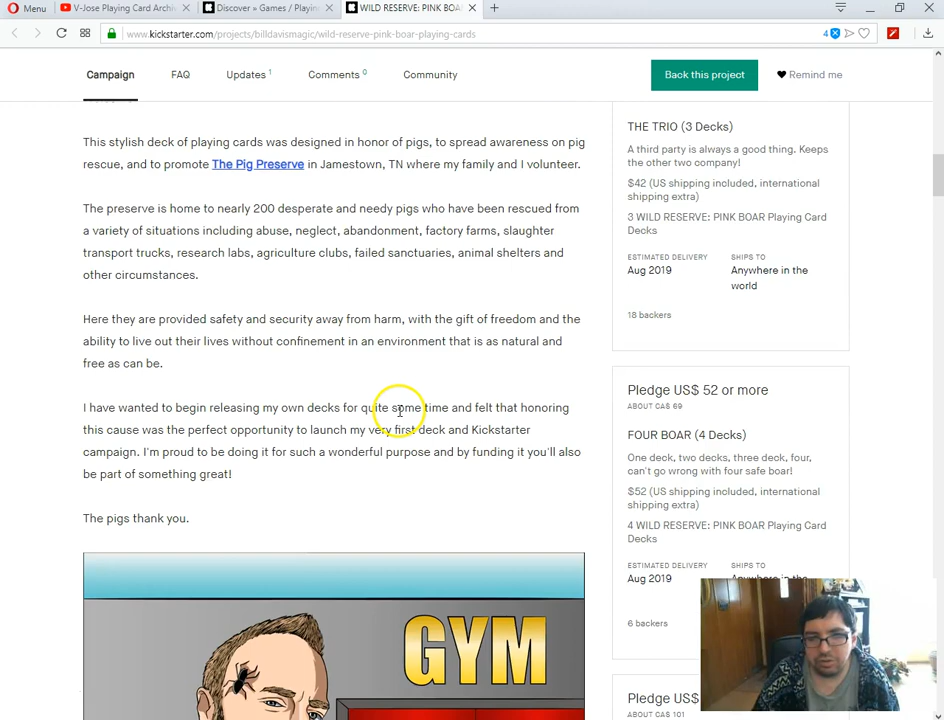 Menu
V-Jose Playing Card Archiv
Discover » Games / Playin
WILD RESERVE: PINK BOA
www.kickstarter.com/projects/billdavismagic/wild-reserve-pink-boar-playing-cards
4
Campaign
FAQ
Updates 1
Comments 0
Community
Back this project
Remind me
This stylish deck of playing cards was designed in honor of pigs, to spread awareness on pig
rescue, and to promote The Pig Preserve in Jamestown, TN where my family and I volunteer.
The preserve is home to nearly 200 desperate and needy pigs who have been rescued from
a variety of situations including abuse, neglect, abandonment, factory farms, slaughter
transport trucks, research labs, agriculture clubs, failed sanctuaries, animal shelters and
other circumstances.
Here they are provided safety and security away from harm, with the gift of freedom and the
ability to live out their lives without confinement in an environment that is as natural and
free as can be.
I have wanted to begin releasing my own decks for quite some time and felt that honoring
this cause was the perfect opportunity to launch my very first deck and Kickstarter
campaign. I'm proud to be doing it for such a wonderful purpose and by funding it you'll also
be part of something great!
The pigs thank you.
GYM
THE TRIO (3 Decks)
A third party is always a good thing. Keeps
the other two company!
$42 (US shipping included, international
shipping extra)
3 WILD RESERVE: PINK BOAR Playing Card
Decks
ESTIMATED DELIVERY
Aug 2019
SHIPS TO
Anywhere in the
world
18 backers
Pledge US$ 52 or more
ABOUT CA$ 69
FOUR BOAR (4 Decks)
One deck, two decks, three deck, four,
can't go wrong with four safe boar!
$52 (US shipping included, international
shipping extra)
4 WILD RESERVE: PINK BOAR Playing Card
Decks
ESTIMATED DELIVERY
Aug 2019
SHIPS TO
Anywhere in the
6 backers
Pledge US$
ABOUT CA$ 101